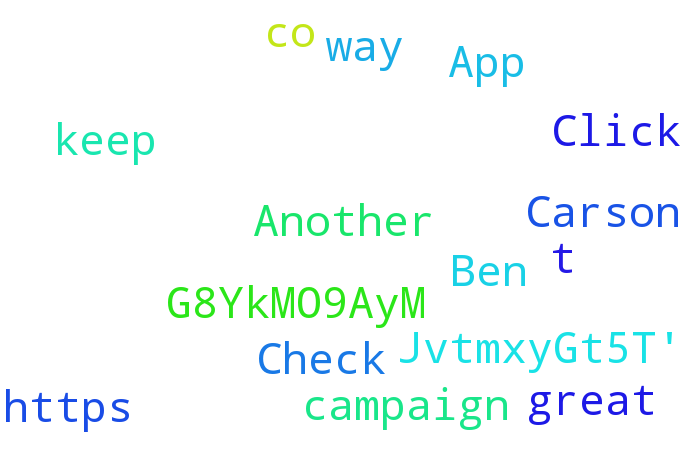 co
way
App
Click
keep
Carson
Another
t
Ben
G8YkMO9AyM
JvtmxyGt5T'
Check
great
https
campaign